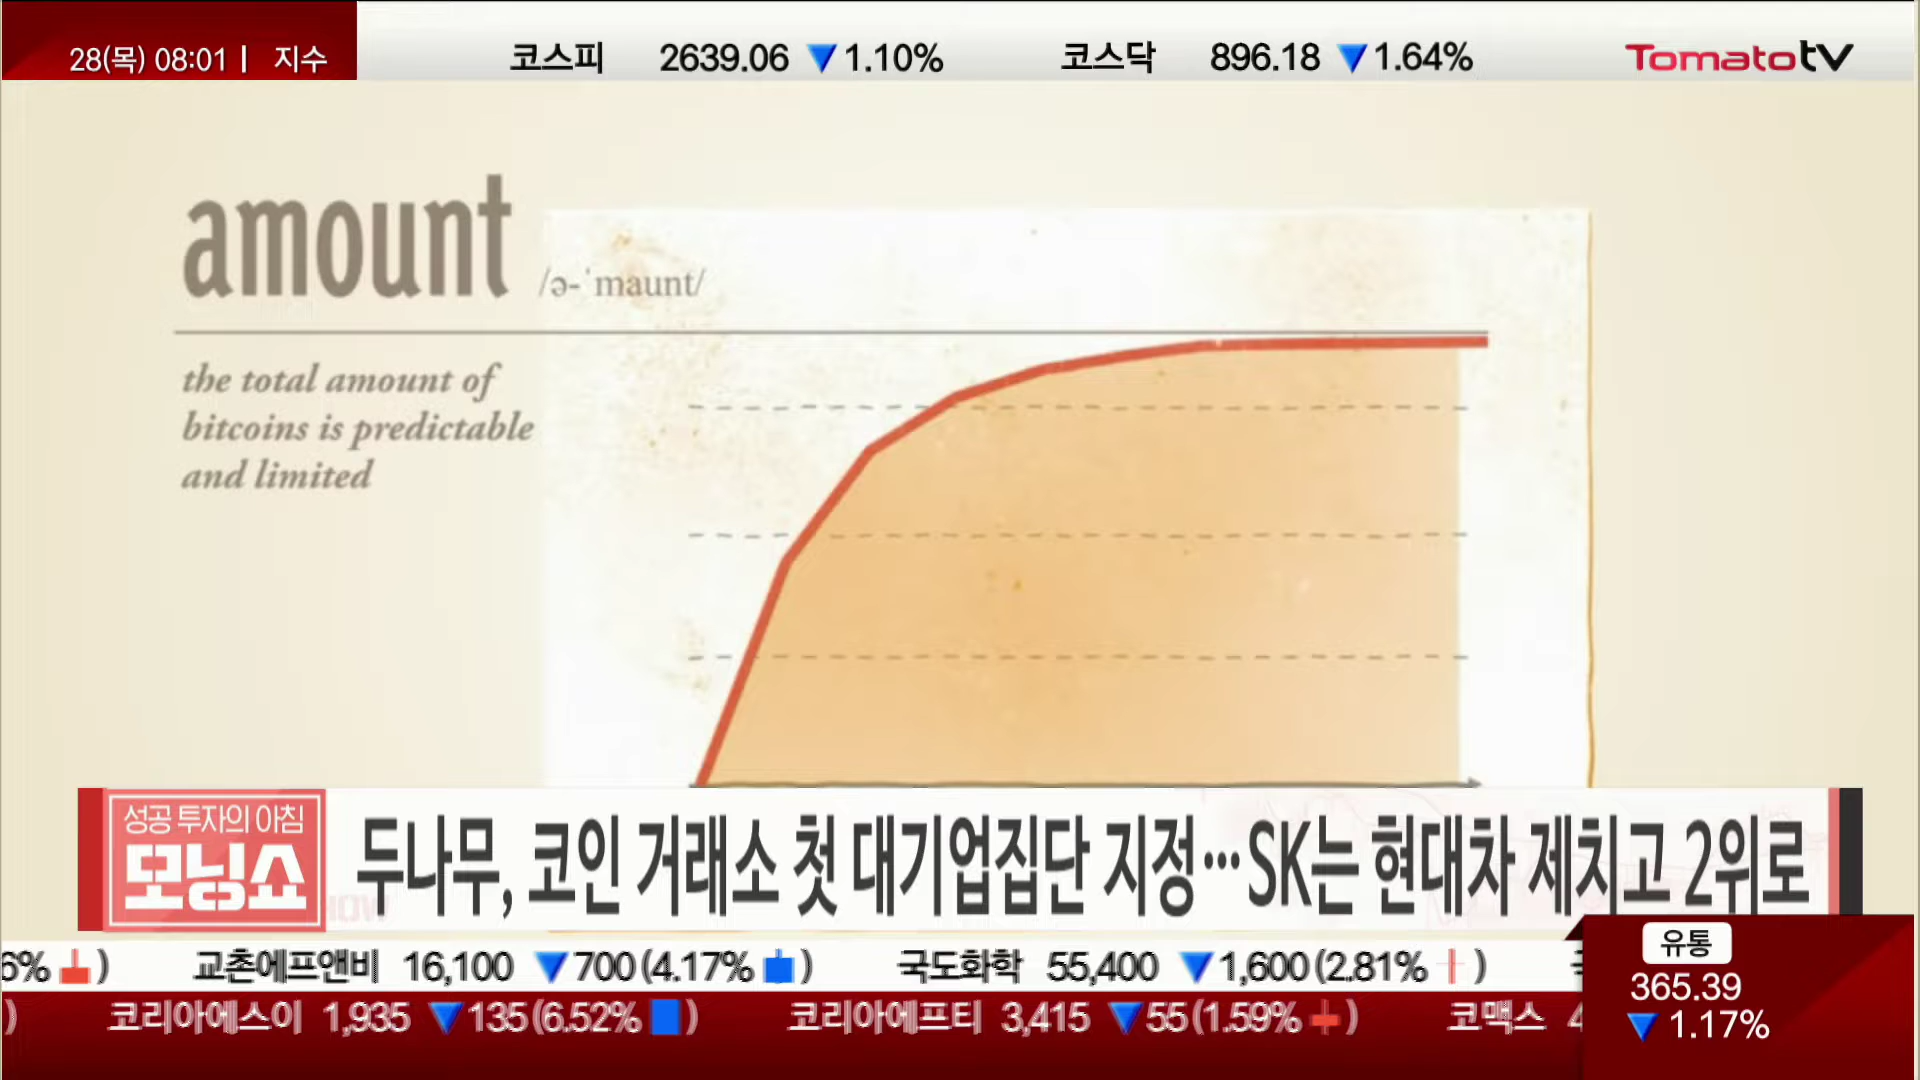 28(목) 08:01 | 지수 코스피 2639.06 ▼1.10% 코스닥 896.18 ▼1.64% Tomatotv
amount /ə-ˈmaunt/
the total amount of
bitcoins is predictable
and limited
성공 투자의 아침
모닝쇼
두나무, 코인 거래소 첫 대기업집단 지정…SK는 현대차 제치고 2위로
6% ) 교촌에프앤비 16,100 ▼700(4.17% ) 국도화학 55,400 ▼1,600(2.81% )
) 코리아에스이 1,935 ▼135(6.52% ) 코리아에프티 3,415 ▼55(1.59% ) 코맥스 4
유통
365.39
▼1.17%